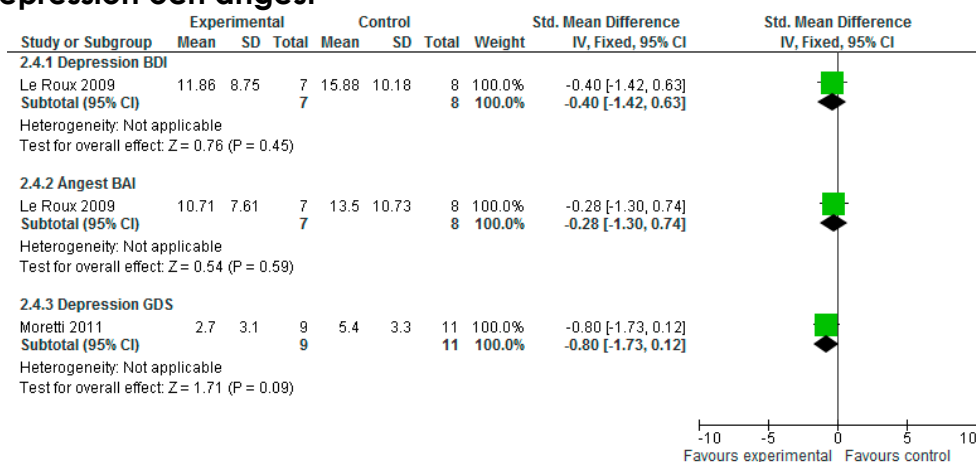 epression och ångest
Experimental Control Std. Mean Difference Std. Mean Difference
Study or Subgroup Mean SD Total Mean SD Total Weight IV, Fixed, 95% CI IV, Fixed, 95% CI
2.4.1 Depression BDI
Le Roux 2009 11.86 8.75 7 15.88 10.18 8 100.0% -0.40 [-1.42, 0.63]
Subtotal (95% CI) 7 8 100.0% -0.40 [-1.42, 0.63]
Heterogeneity: Not applicable
Test for overall effect: Z = 0.76 (P = 0.45)
2.4.2 Angest BAI
Le Roux 2009 10.71 7.61 7 13.5 10.73 8 100.0% -0.28 [-1.30, 0.74]
Subtotal (95% CI) 7 8 100.0% -0.28 [-1.30, 0.74]
Heterogeneity: Not applicable
Test for overall effect: Z = 0.54 (P = 0.59)
2.4.3 Depression GDS
Moretti 2011 2.7 3.1 9 5.4 3.3 11 100.0% -0.80 [-1.73, 0.12]
Subtotal (95% CI) 9 11 100.0% -0.80 [-1.73, 0.12]
Heterogeneity: Not applicable
Test for overall effect: Z = 1.71 (P = 0.09)
-10 -5 0 5 10
Favours experimental Favours control